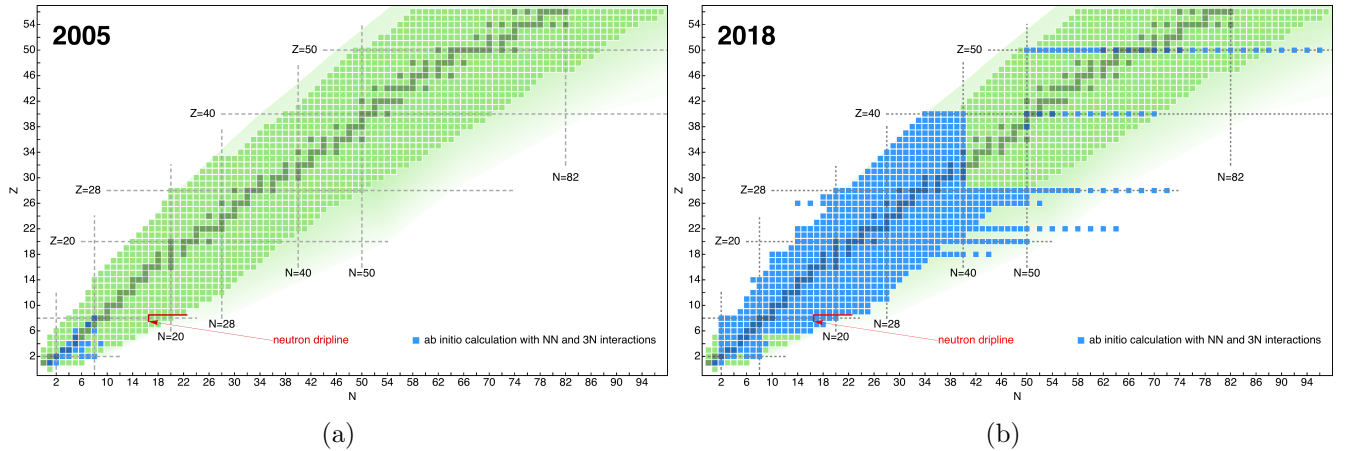 2005
54
50
46
42
38
34
30
26
22
18
14
10
6
2
Z
Z=50
Z=40
Z=28
Z=20
N=20
N=28
N=40
N=50
N=82
neutron dripline
ab initio calculation with NN and 3N interactions
2 6 10 14 18 22 26 30 34 38 42 46 50 54 58 62 66 70 74 78 82 86 90 94
N
(a)
2018
54
50
46
42
38
34
30
26
22
18
14
10
6
2
Z
Z=50
Z=40
Z=28
Z=20
N=20
N=28
N=40
N=50
N=82
neutron dripline
ab initio calculation with NN and 3N interactions
2 6 10 14 18 22 26 30 34 38 42 46 50 54 58 62 66 70 74 78 82 86 90 94
N
(b)